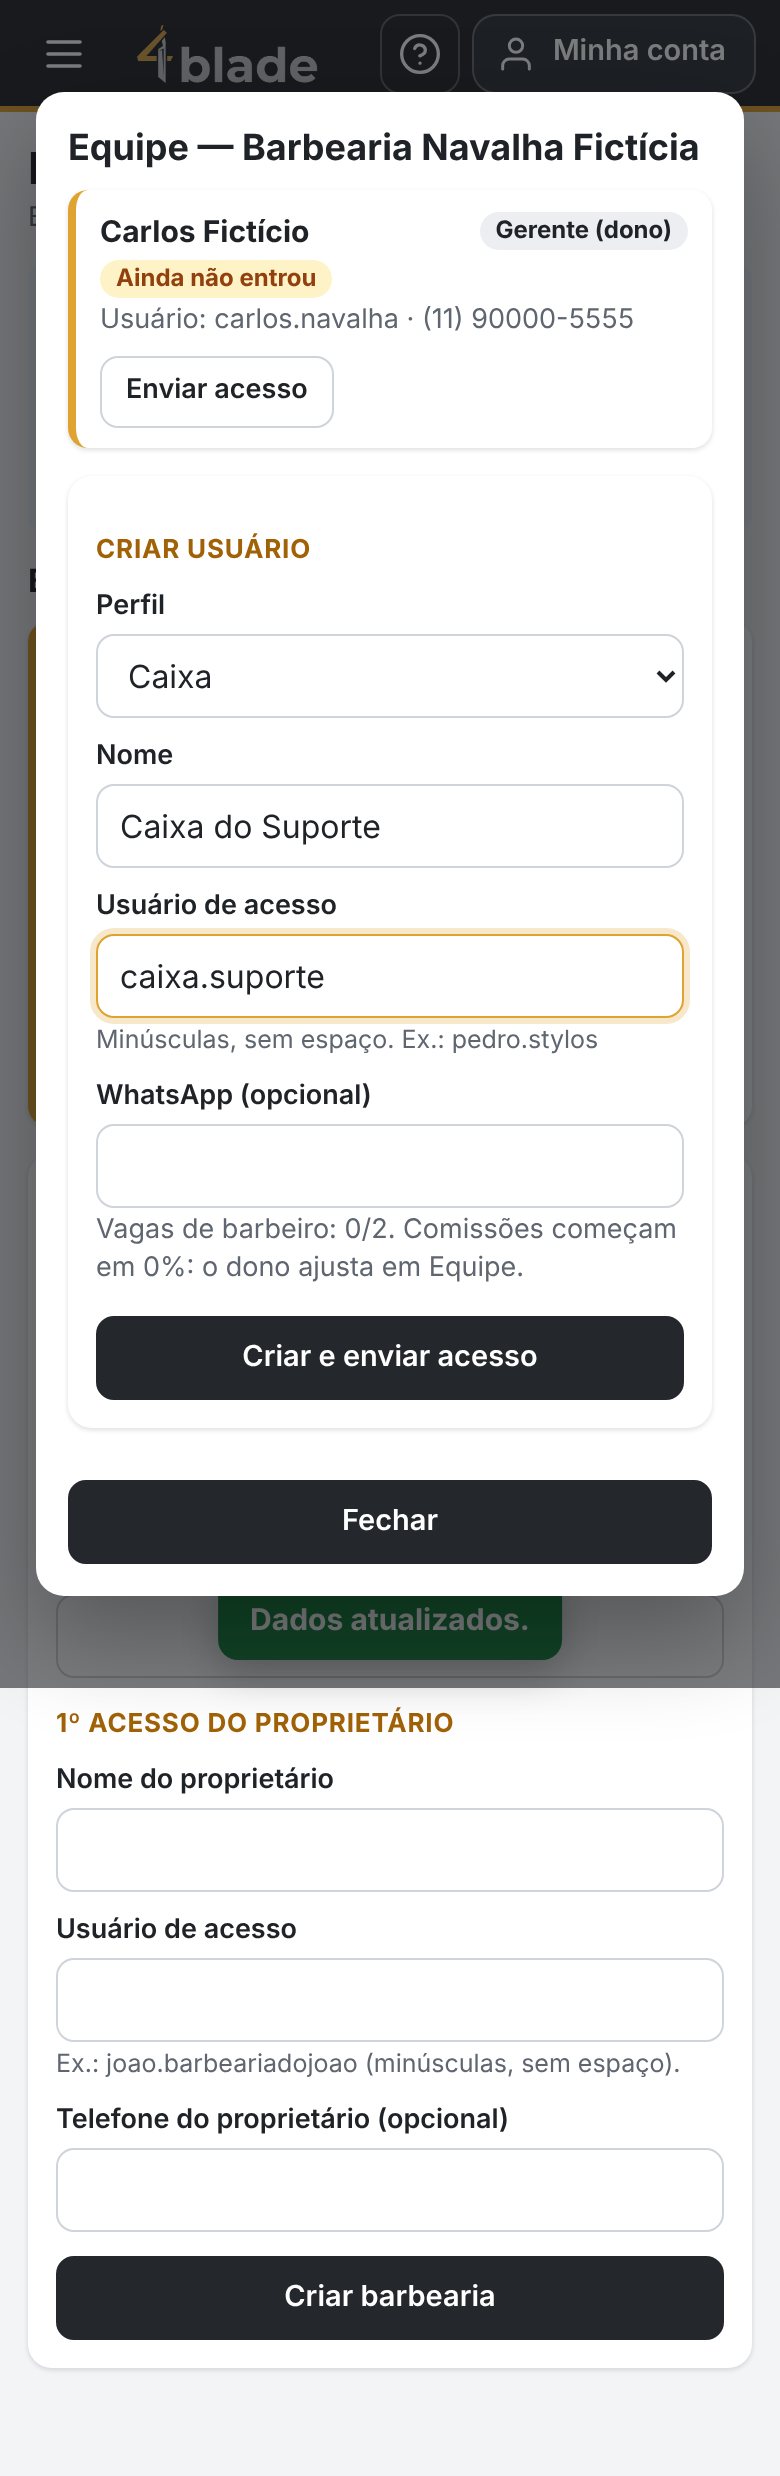 4blade
Minha conta
Equipe — Barbearia Navalha Fictícia
Carlos Fictício
Gerente (dono)
Ainda não entrou
Usuário: carlos.navalha · (11) 90000-5555
Enviar acesso
CRIAR USUÁRIO
Perfil
Caixa
Nome
Caixa do Suporte
Usuário de acesso
caixa.suporte
Minúsculas, sem espaço. Ex.: pedro.stylos
WhatsApp (opcional)
Vagas de barbeiro: 0/2. Comissões começam
em 0%: o dono ajusta em Equipe.
Criar e enviar acesso
Fechar
Dados atualizados.
1º ACESSO DO PROPRIETÁRIO
Nome do proprietário
Usuário de acesso
Ex.: joao.barbeariadojoao (minúsculas, sem espaço).
Telefone do proprietário (opcional)
Criar barbearia